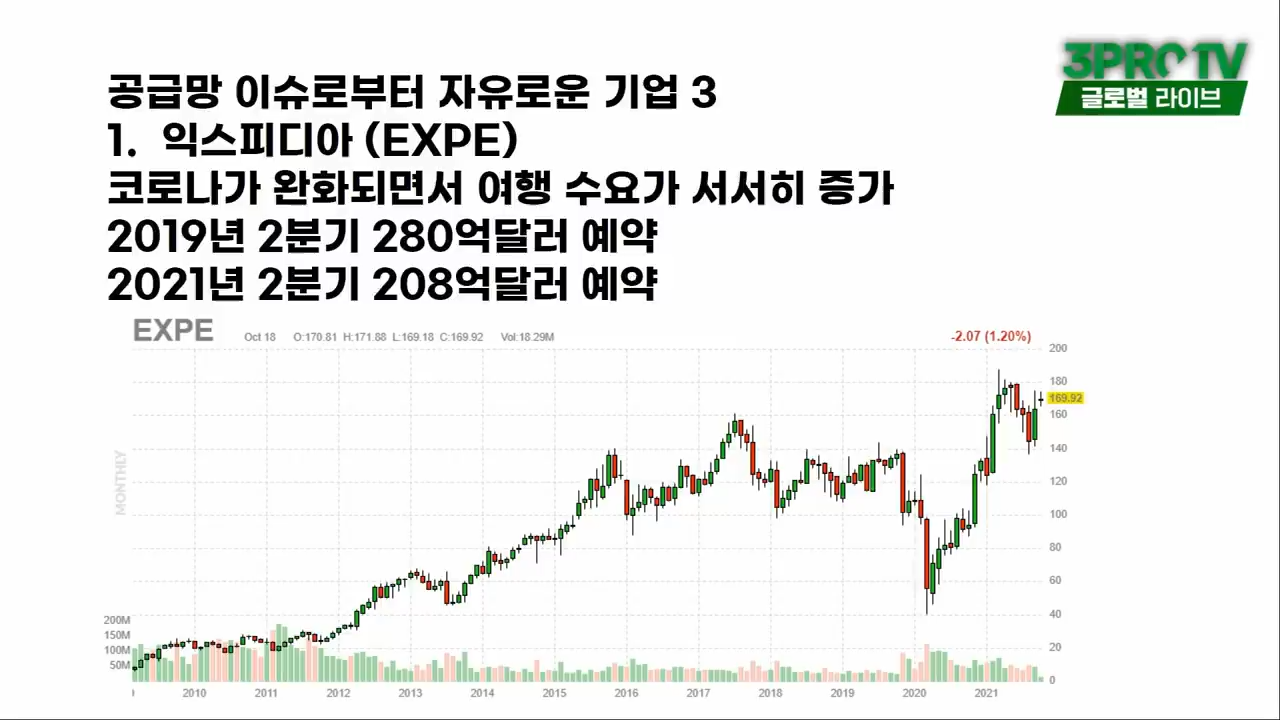 3PROTV
글로벌 라이브
공급망 이슈로부터 자유로운 기업 3
1. 익스피디아 (EXPE)
코로나가 완화되면서 여행 수요가 서서히 증가
2019년 2분기 280억달러 예약
2021년 2분기 208억달러 예약
EXPE Oct 18 O:170.81 H:171.88 L:169.18 C:169.92 Vol:18.29M -2.07 (1.20%)
200
180
169.92
160
140
120
100
80
60
40
20
0
MONTHLY
200M
150M
100M
50M
2010 2011 2012 2013 2014 2015 2016 2017 2018 2019 2020 2021